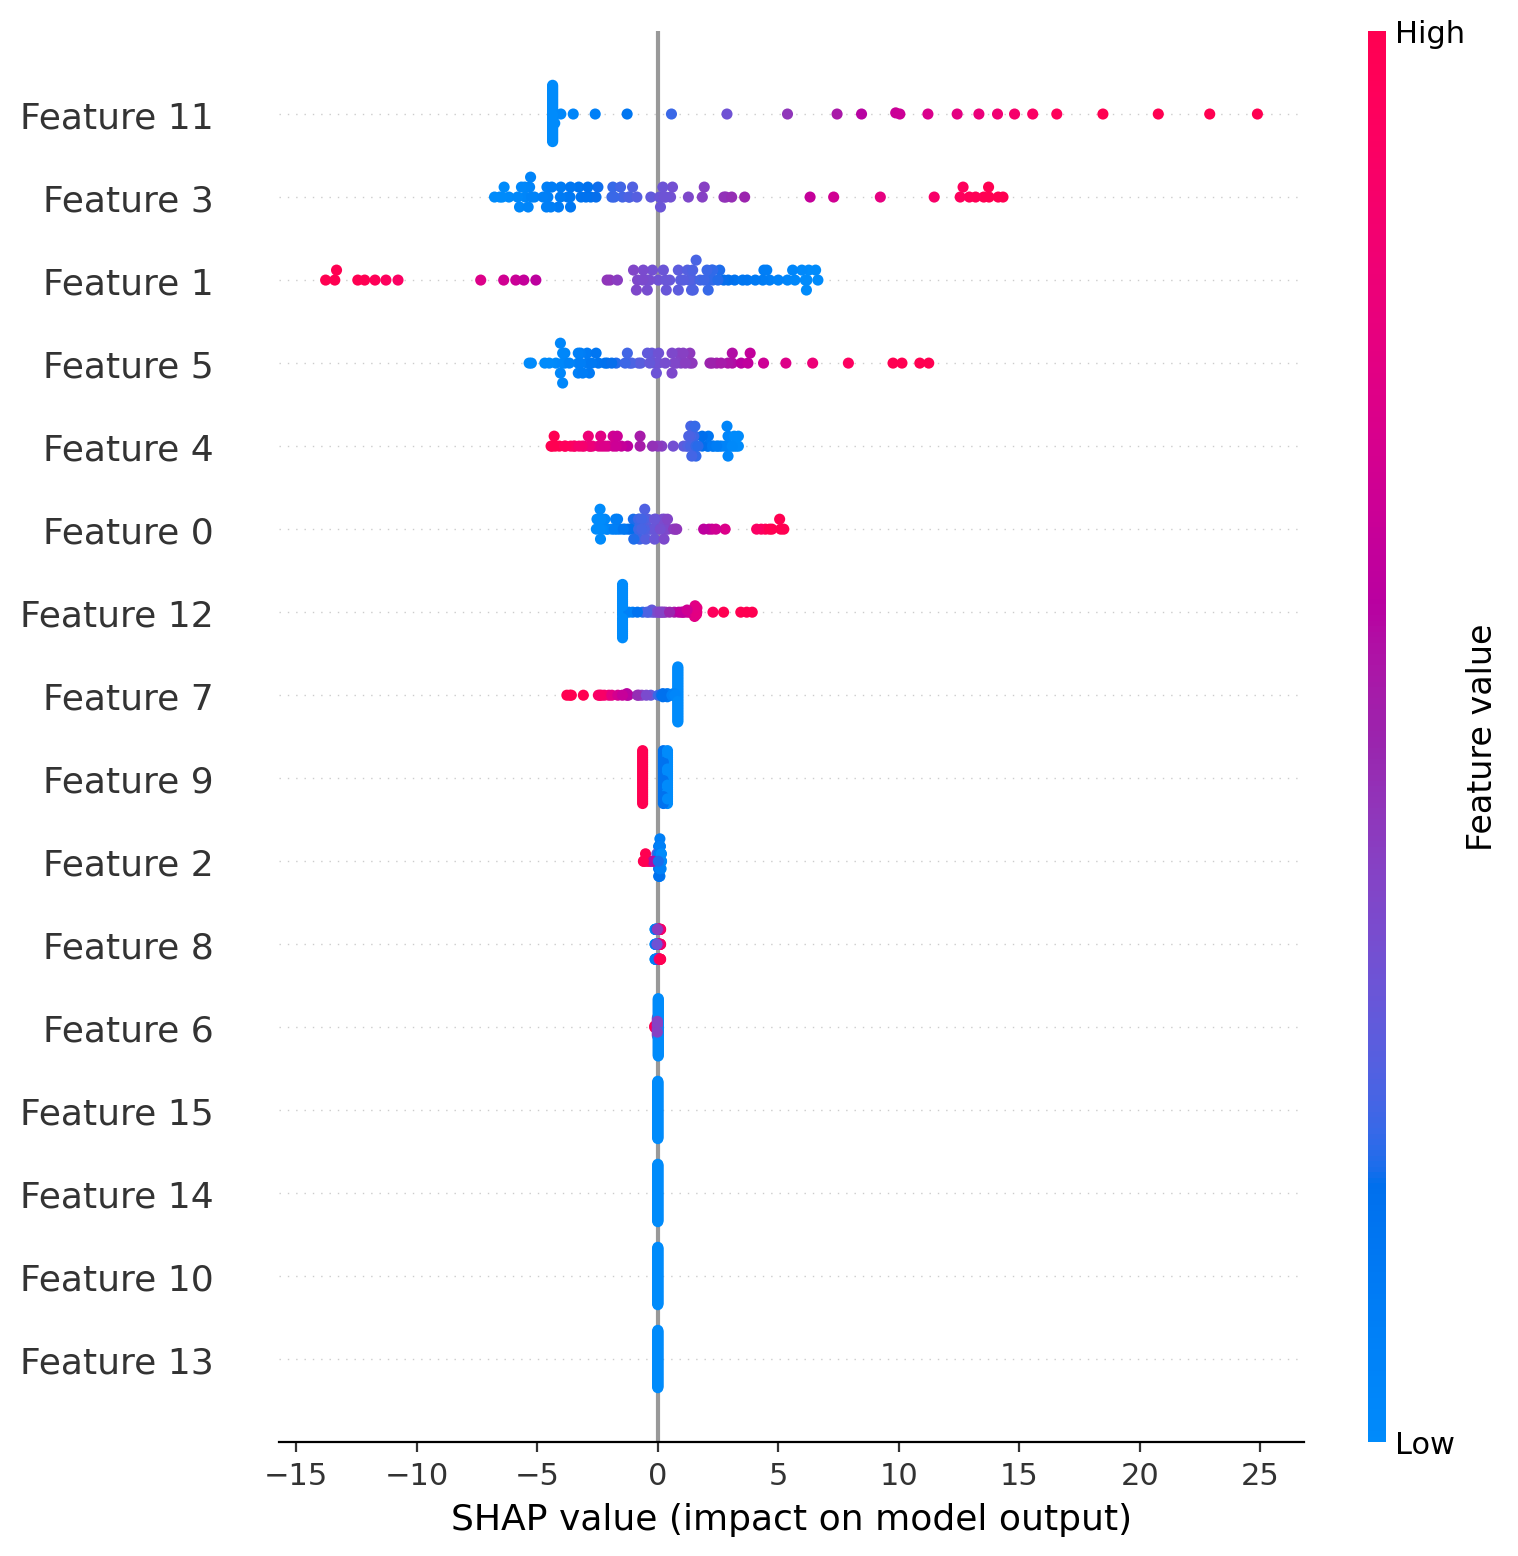 High
Feature 11
Feature 3
Feature 1
Feature 5
Feature 4
Feature 0
Feature 12
Feature 7
Feature 9
Feature 2
Feature 8
Feature 6
Feature 15
Feature 14
Feature 10
Feature 13
Feature value
Low
−15 −10 −5 0 5 10 15 20 25
SHAP value (impact on model output)